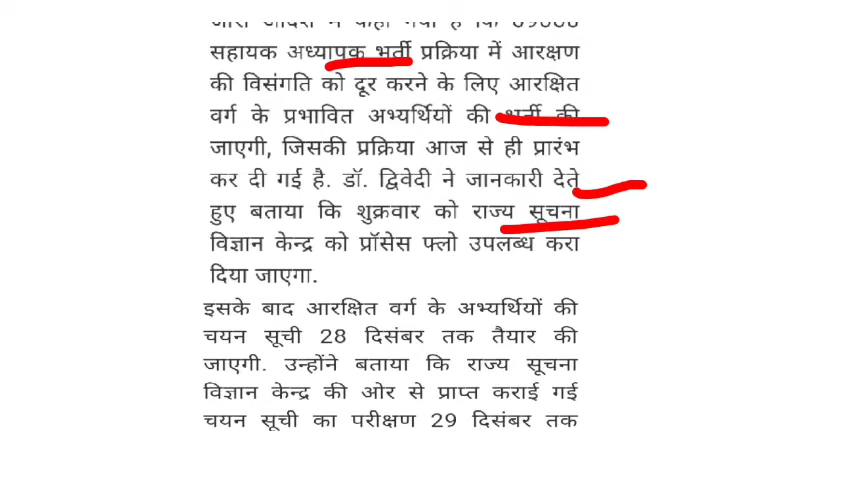 सहायक अध्यापक भर्ती प्रक्रिया में आरक्षण
की विसंगति को दूर करने के लिए आरक्षित
वर्ग के प्रभावित अभ्यर्थियों की भर्ती की
जाएगी, जिसकी प्रक्रिया आज से ही प्रारंभ
कर दी गई है. डॉ. द्विवेदी ने जानकारी देते
हुए बताया कि शुक्रवार को राज्य सूचना
विज्ञान केन्द्र को प्रॉसेस फ्लो उपलब्ध करा
दिया जाएगा.
इसके बाद आरक्षित वर्ग के अभ्यर्थियों की
चयन सूची 28 दिसंबर तक तैयार की
जाएगी. उन्होंने बताया कि राज्य सूचना
विज्ञान केन्द्र की ओर से प्राप्त कराई गई
चयन सूची का परीक्षण 29 दिसंबर तक